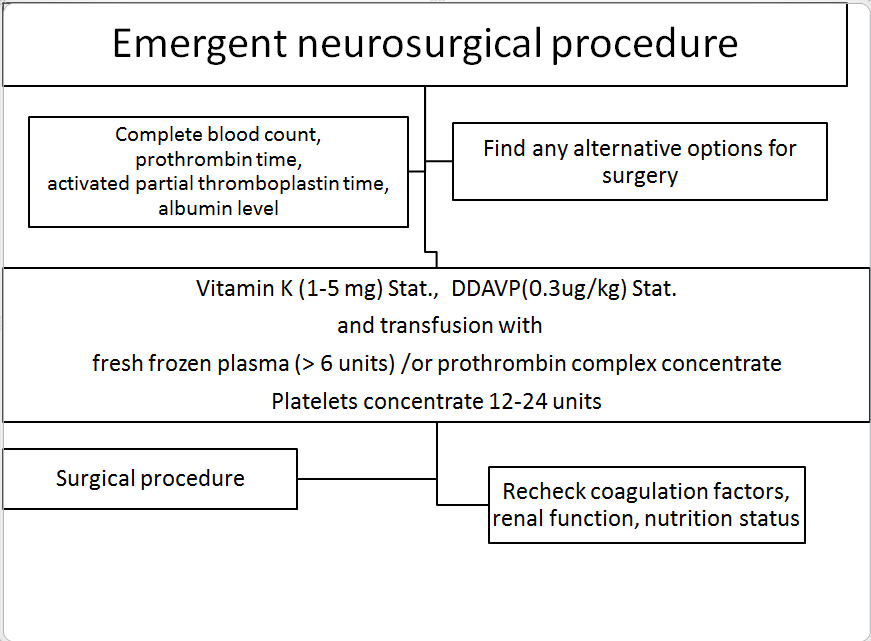 Emergent neurosurgical procedure
Complete blood count,
prothrombin time,
activated partial thromboplastin time,
albumin level
Find any alternative options for
surgery
Vitamin K (1-5 mg) Stat.,  DDAVP(0.3ug/kg) Stat.
and transfusion with
fresh frozen plasma (> 6 units) /or prothrombin complex concentrate
Platelets concentrate 12-24 units
Surgical procedure
Recheck coagulation factors,
renal function, nutrition status